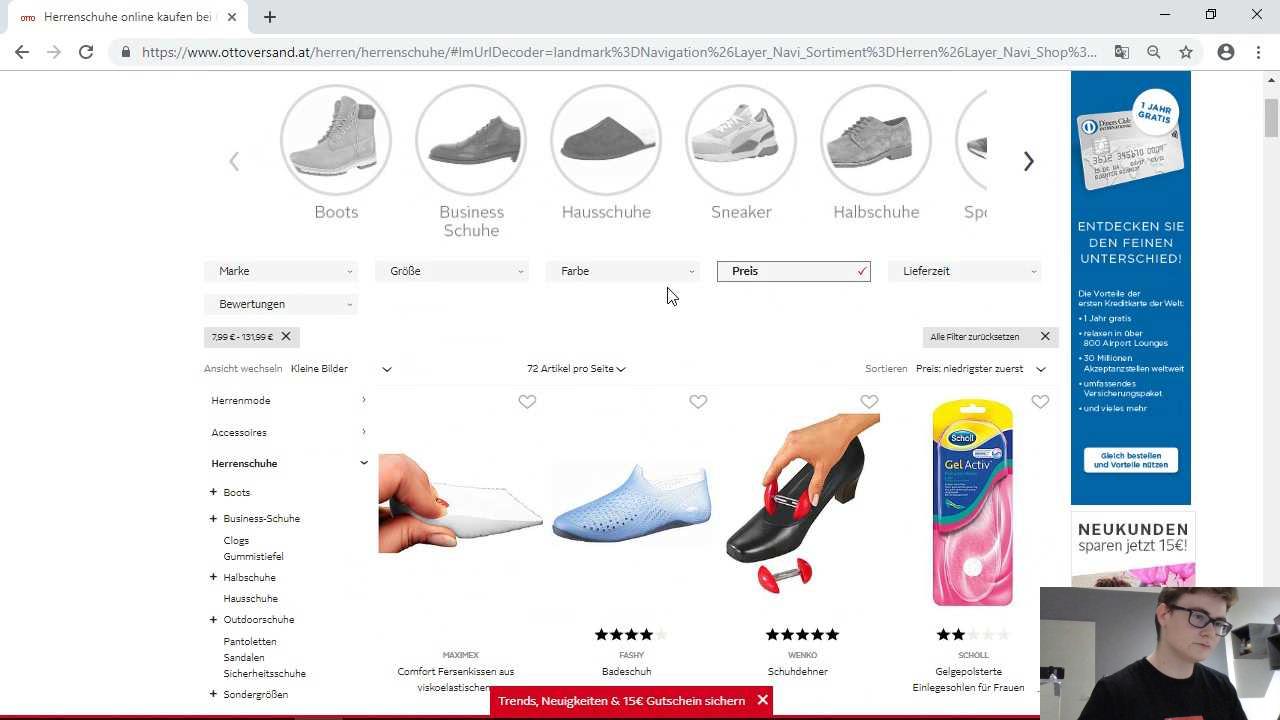 OTTO Herrenschuhe online kaufen bei
https://www.ottoversand.at/herren/herrenschuhe/#lmUrlDecoder=landmark%3DNavigation%26Layer_Navi_Sortiment%3DHerren%26Layer_Navi_Shop%3...
1 JAHR
GRATIS
Diners Club
INTERNATIONAL
ENTDECKEN SIE
DEN FEINEN
UNTERSCHIED!
Die Vorteile der
ersten Kreditkarte der Welt:
• 1 Jahr gratis
• relaxen in über
800 Airport Lounges
• 30 Millionen
Akzeptanzstellen weltweit
• umfassendes
Versicherungspaket
• und vieles mehr
Gleich bestellen
und Vorteile nützen
NEUKUNDEN
sparen jetzt 15€!
Boots
Business
Schuhe
Hausschuhe
Sneaker
Halbschuhe
Spo
Marke
Größe
Farbe
Preis
Lieferzeit
Bewertungen
7,99 € - 131,99 €
Alle Filter zurücksetzen
Ansicht wechseln Kleine Bilder
72 Artikel pro Seite
Sortieren Preis: niedrigster zuerst
Herrenmode
Accessoires
Herrenschuhe
+ Boots
+ Business-Schuhe
Clogs
Gummistiefel
+ Halbschuhe
Hausschuhe
+ Outdoorschuhe
Pantoletten
Sandalen
Sicherheitsschuhe
+ Sondergrößen
Scholl
GelActiv
MAXIMEX
Comfort Fersenkissen aus
viskoelastischem
FASHY
Badeschuh
WENKO
Schuhdehner
SCHOLL
Gelgepolsterte
Einlegesohlen für Frauen
Trends, Neuigkeiten & 15€ Gutschein sichern